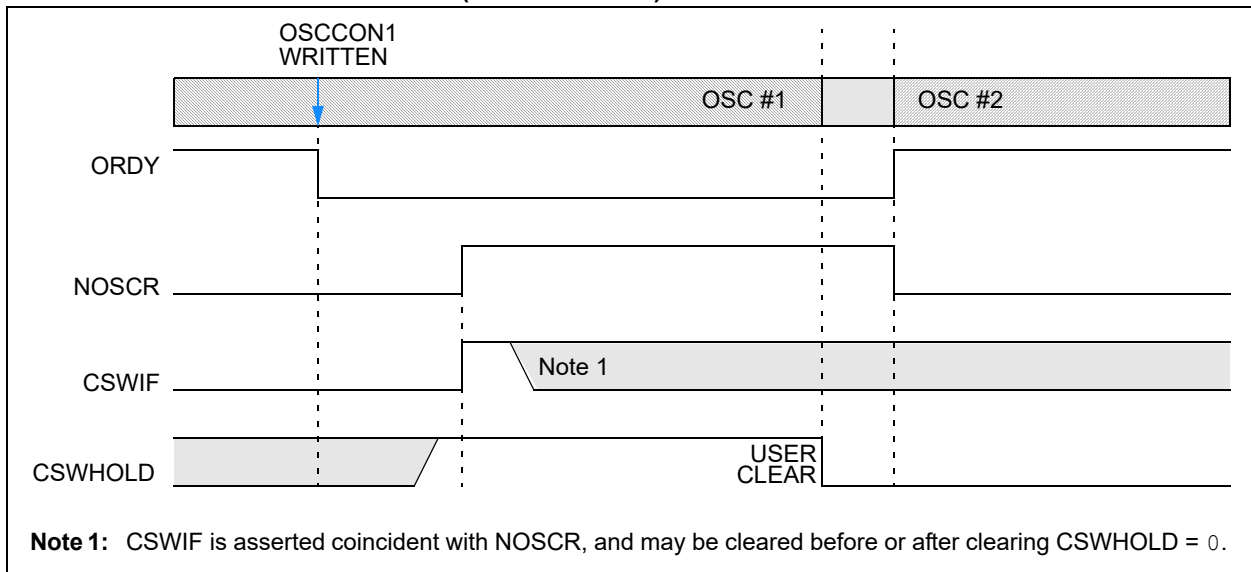 OSCCON1
WRITTEN
OSC #1
OSC #2
ORDY
NOSCR
CSWIF
Note 1
CSWHOLD
USER
CLEAR
Note 1: CSWIF is asserted coincident with NOSCR, and may be cleared before or after clearing CSWHOLD = 0.